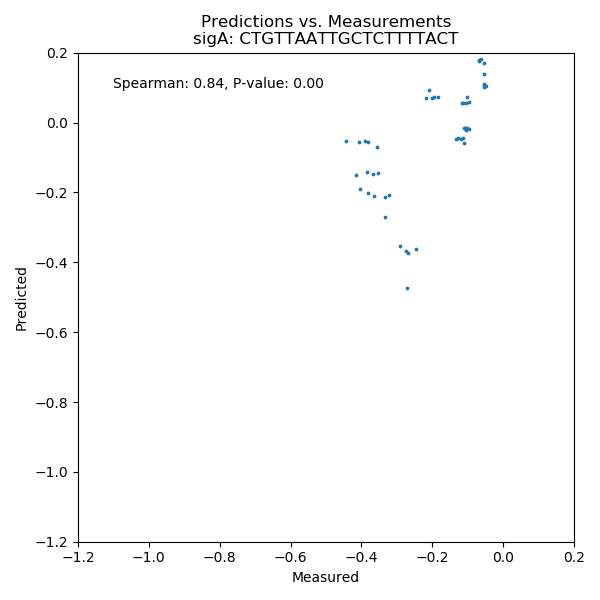 Predictions vs. Measurements
sigA: CTGTTAATTGCTCTTTTACT
Spearman: 0.84, P-value: 0.00
0.2
0.0
−0.2
−0.4
−0.6
−0.8
−1.0
−1.2
Predicted
−1.2 −1.0 −0.8 −0.6 −0.4 −0.2 0.0 0.2
Measured